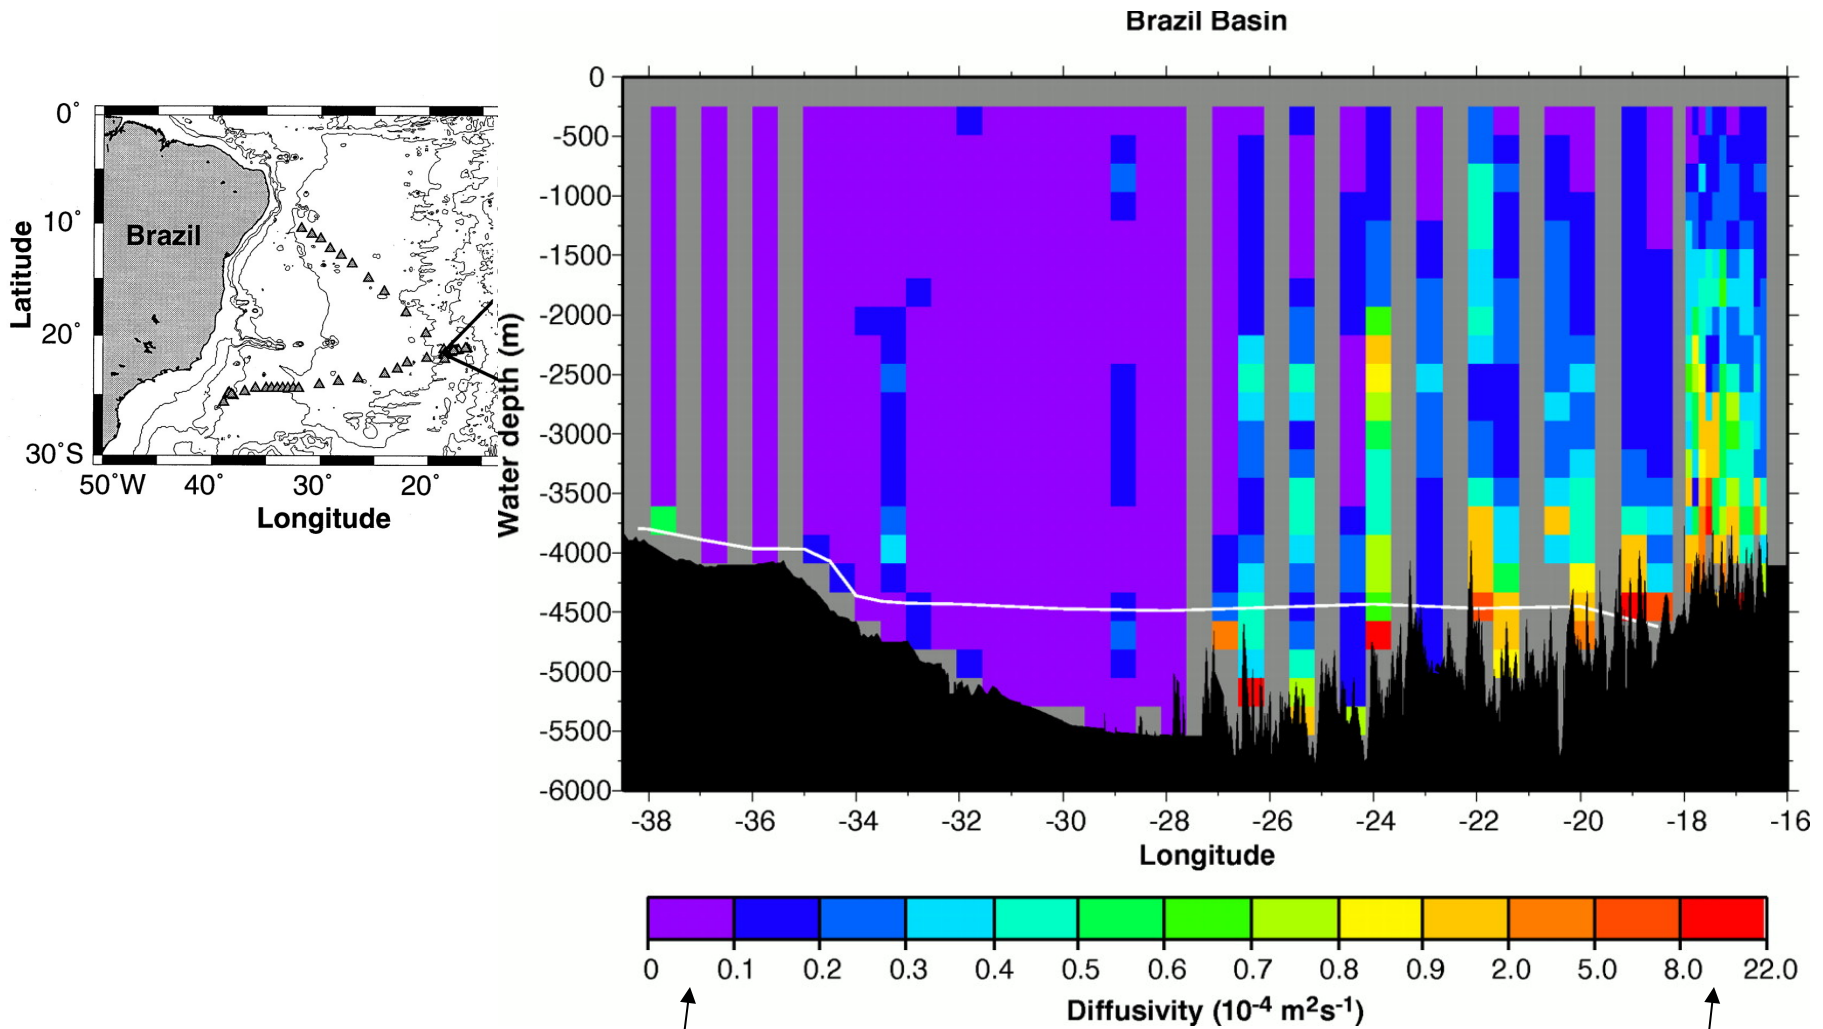 Brazil Basin
0
-500
-1000
-1500
-2000
-2500
-3000
-3500
-4000
-4500
-5000
-5500
-6000
Water depth (m)
-38 -36 -34 -32 -30 -28 -26 -24 -22 -20 -18 -16
Longitude
0 0.1 0.2 0.3 0.4 0.5 0.6 0.7 0.8 0.9 2.0 5.0 8.0 22.0
Diffusivity (10⁻⁴ m²s⁻¹)
0°
10°
20°
30°S
Latitude
Brazil
50°W 40° 30° 20°
Longitude